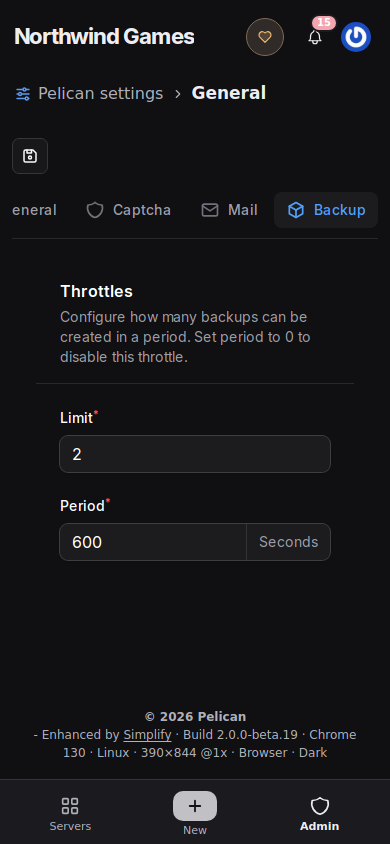 Northwind Games
15
Pelican settings > General
eneral Captcha Mail Backup
Throttles
Configure how many backups can be
created in a period. Set period to 0 to
disable this throttle.
Limit*
2
Period*
600 Seconds
© 2026 Pelican
- Enhanced by Simplify · Build 2.0.0-beta.19 · Chrome
130 · Linux · 390×844 @1x · Browser · Dark
Servers New Admin